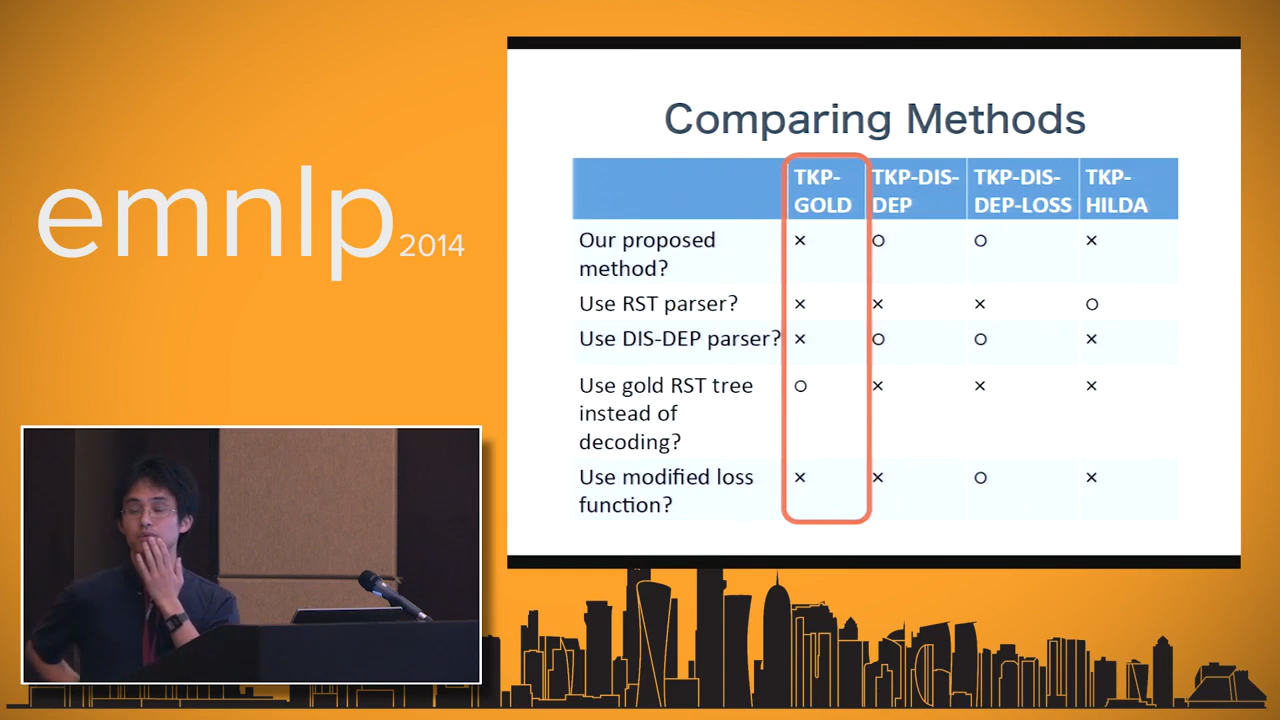 emnlp 2014
Comparing Methods
TKP-
GOLD
TKP-DIS-
DEP
TKP-DIS-
DEP-LOSS
TKP-
HILDA
Our proposed
method?
× ○ ○ ×
Use RST parser? × × × ○
Use DIS-DEP parser? × ○ ○ ×
Use gold RST tree
instead of
decoding?
○ × × ×
Use modified loss
function?
× × ○ ×